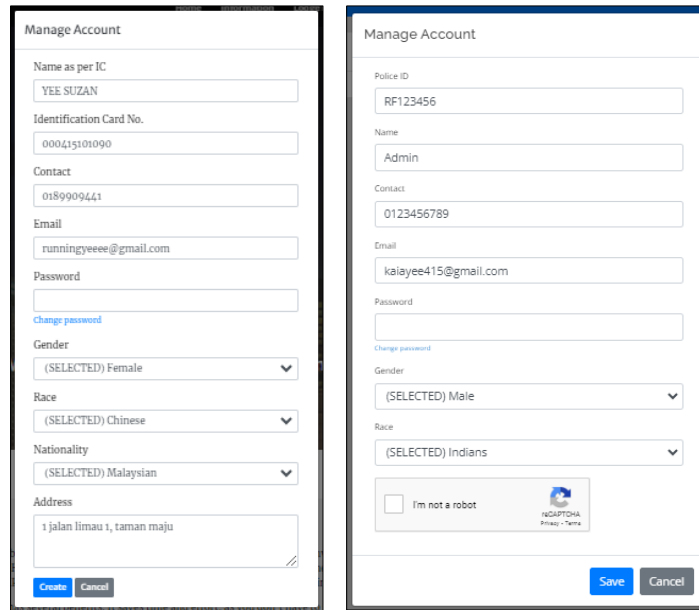 Manage Account
Name as per IC
YEE SUZAN
Identification Card No.
000415101090
Contact
0189909441
Email
runningyeeee@gmail.com
Password
Change password
Gender
(SELECTED) Female
Race
(SELECTED) Chinese
Nationality
(SELECTED) Malaysian
Address
1 jalan limau 1, taman maju
Create Cancel
Manage Account
Police ID
RF123456
Name
Admin
Contact
0123456789
Email
kaiayee415@gmail.com
Password
Change password
Gender
(SELECTED) Male
Race
(SELECTED) Indians
I'm not a robot
reCAPTCHA
Privacy - Terms
Save Cancel